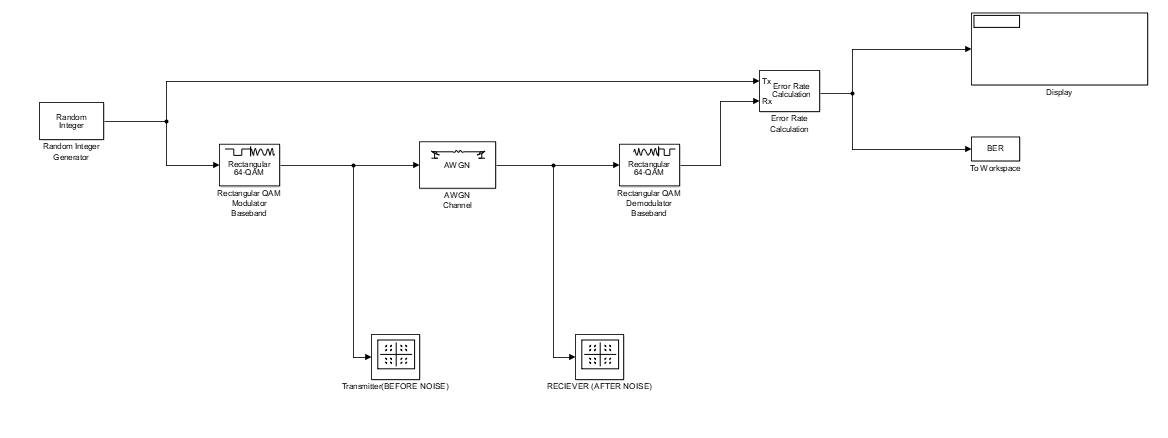 Random
Integer
Random Integer
Generator
Rectangular
64-QAM
Rectangular QAM
Modulator
Baseband
AWGN
AWGN
Channel
Rectangular
64-QAM
Rectangular QAM
Demodulator
Baseband
Tx
Rx
Error Rate
Calculation
Error Rate
Calculation
Display
BER
To Workspace
Transmitter(BEFORE NOISE)
RECIEVER (AFTER NOISE)